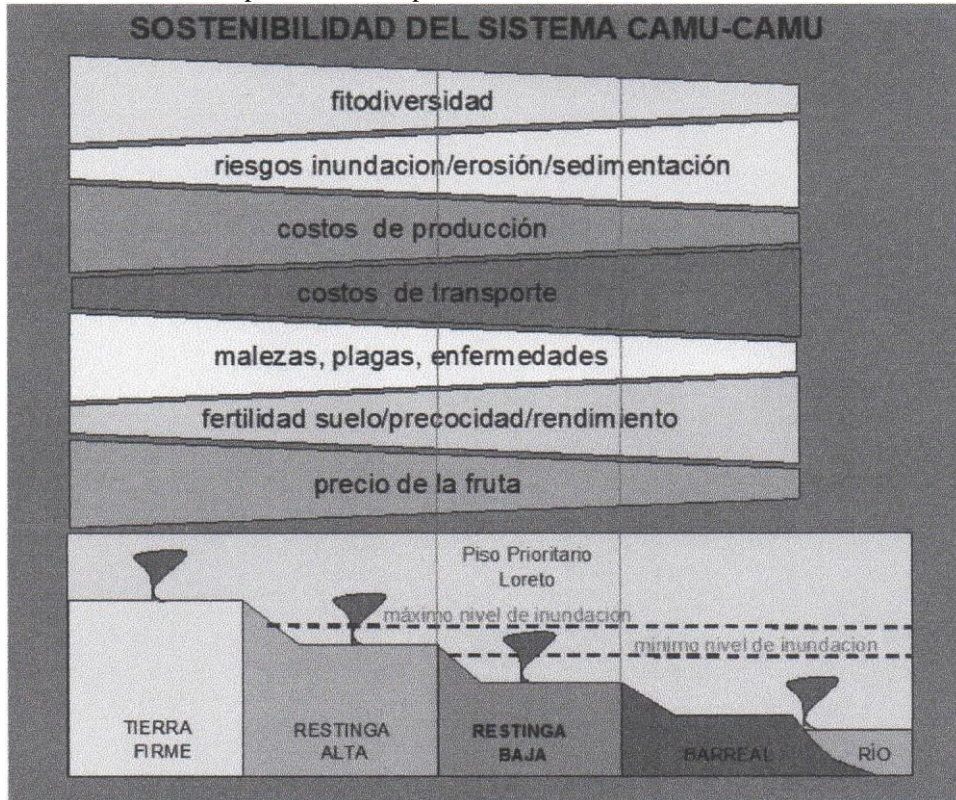 SOSTENIBILIDAD DEL SISTEMA CAMU-CAMU
fitodiversidad
riesgos inundacion/erosión/sedimentación
costos de producción
costos de transporte
malezas, plagas, enfermedades
fertilidad suelo/precocidad/rendimiento
precio de la fruta
Piso Prioritario
Loreto
máximo nivel de inundacion
minimo nivel de inundacion
TIERRA
FIRME
RESTINGA
ALTA
RESTINGA
BAJA
BARREAL
RÍO